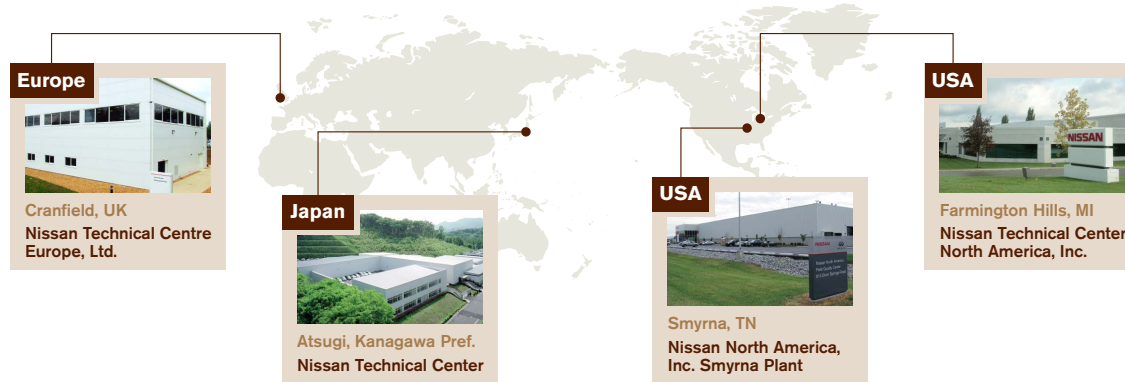 Europe
Cranfield, UK
Nissan Technical Centre
Europe, Ltd.
Japan
Atsugi, Kanagawa Pref.
Nissan Technical Center
USA
NISSAN
Smyrna, TN
Nissan North America,
Inc. Smyrna Plant
USA
NISSAN
Farmington Hills, MI
Nissan Technical Center
North America, Inc.